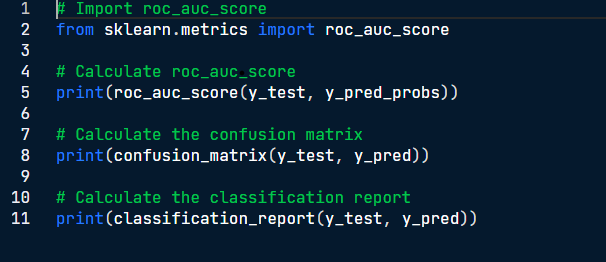 1 # Import roc_auc_score
2 from sklearn.metrics import roc_auc_score
3
4 # Calculate roc_auc_score
5 print(roc_auc_score(y_test, y_pred_probs))
6
7 # Calculate the confusion matrix
8 print(confusion_matrix(y_test, y_pred))
9
10 # Calculate the classification report
11 print(classification_report(y_test, y_pred))